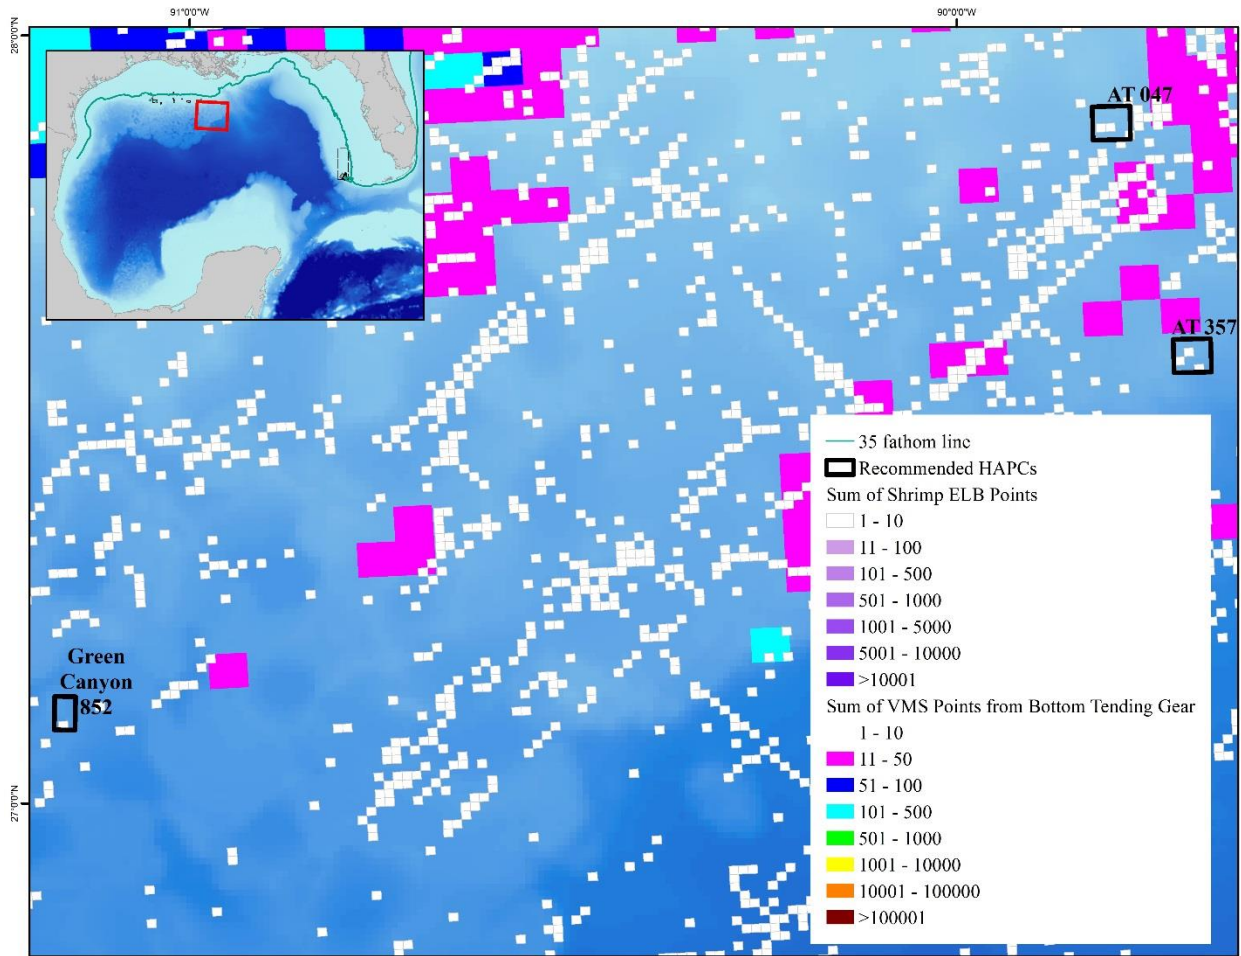 91°0'0"W
90°0'0"W
28°0'0"N
AT 047
AT 357
Green
Canyon
852
27°0'0"N
35 fathom line
Recommended HAPCs
Sum of Shrimp ELB Points
1 - 10
11 - 100
101 - 500
501 - 1000
1001 - 5000
5001 - 10000
>10001
Sum of VMS Points from Bottom Tending Gear
1 - 10
11 - 50
51 - 100
101 - 500
501 - 1000
1001 - 10000
10001 - 100000
>100001